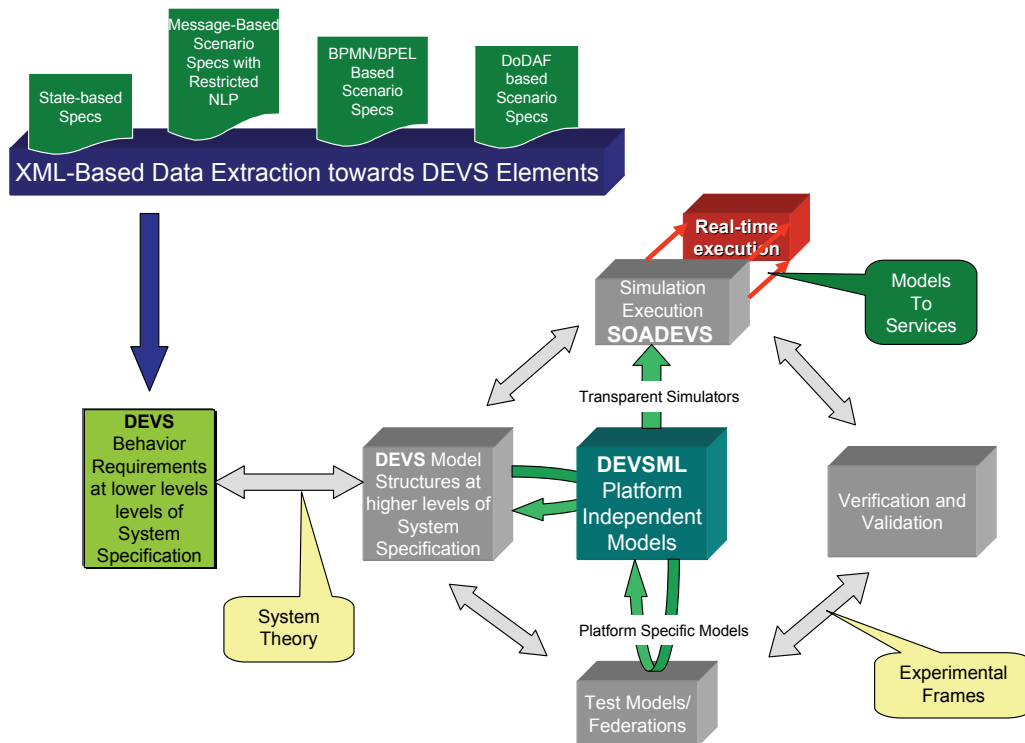 State-based
Specs
Message-Based
Scenario
Specs with
Restricted
NLP
BPMN/BPEL
Based
Scenario
Specs
DoDAF
based
Scenario
Specs
XML-Based Data Extraction towards DEVS Elements
Real-time
execution
Simulation
Execution
SOADEVS
Models
To
Services
Transparent Simulators
DEVS
Behavior
Requirements
at lower levels
levels of
System
Specification
DEVS Model
Structures at
higher levels of
System
Specification
DEVSML
Platform
Independent
Models
Verification and
Validation
System
Theory
Platform Specific Models
Test Models/
Federations
Experimental
Frames